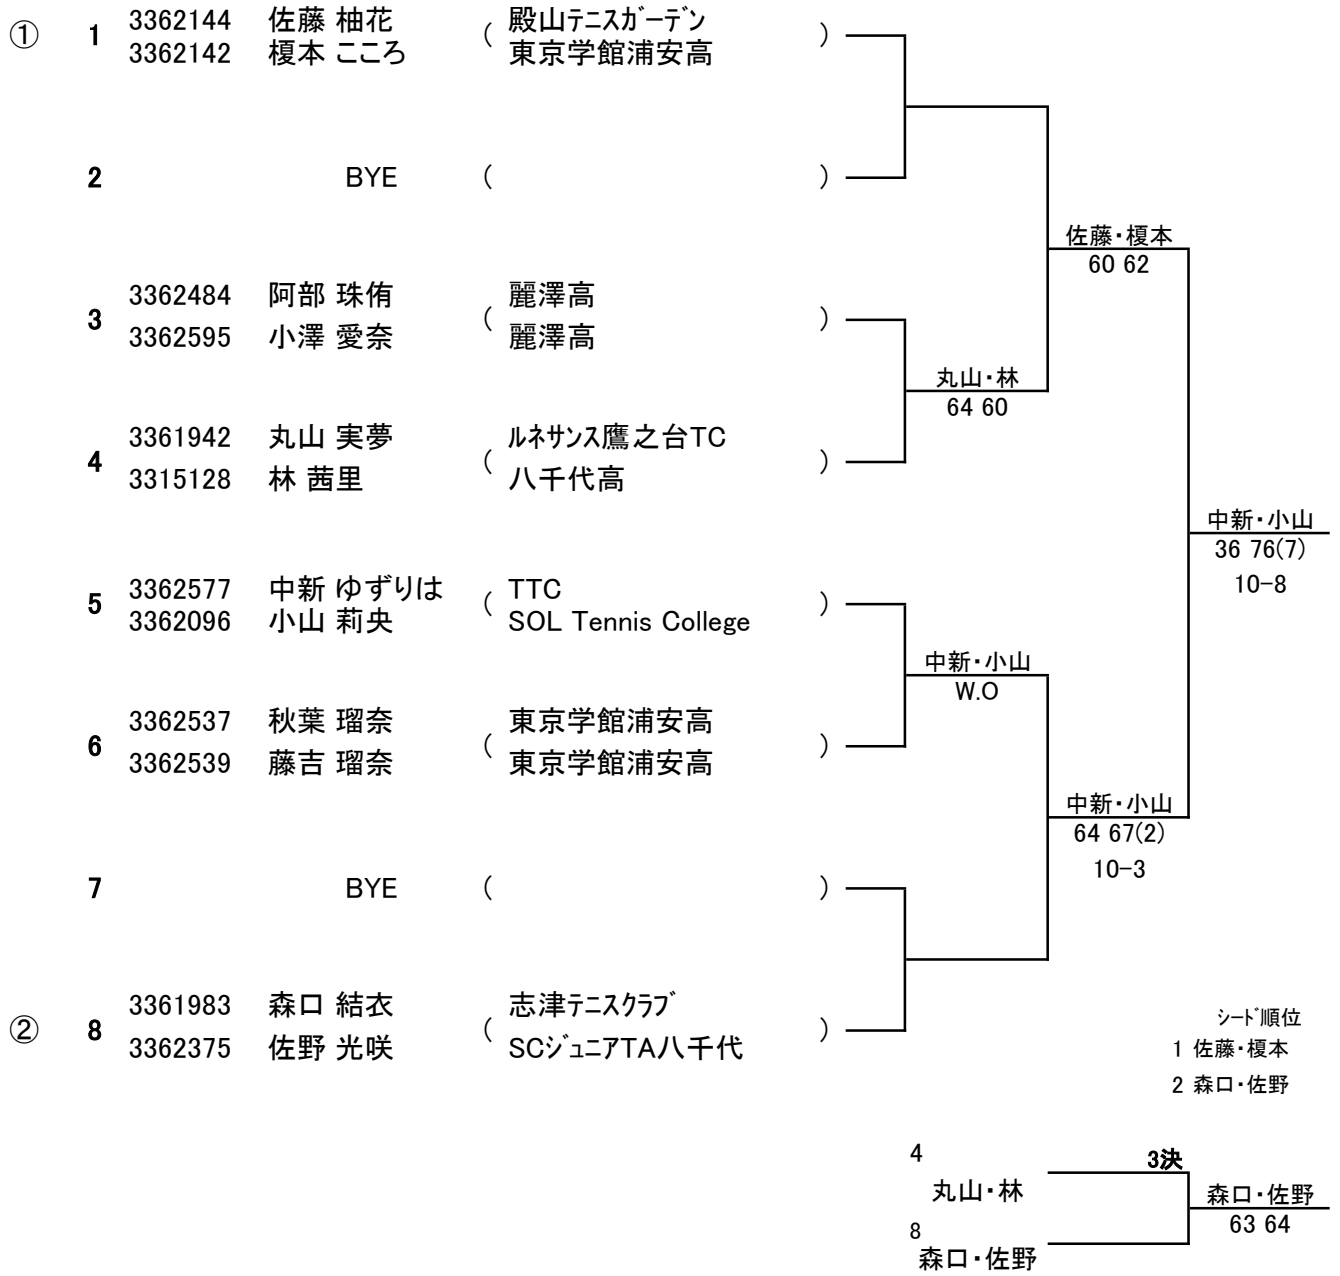 ① 1 3362144 佐藤 柚花 ( 殿山ﾃﾆｽｶﾞｰﾃﾞﾝ )
3362142 榎本 こころ 東京学館浦安高
2 BYE ( )
佐藤・榎本
60 62
3362484 阿部 珠侑 麗澤高
3 ( )
3362595 小澤 愛奈 麗澤高
丸山・林
64 60
3361942 丸山 実夢 ﾙﾈｻﾝｽ鷹之台TC
4 ( )
3315128 林 茜里 八千代高
中新・小山
36 76(7)
10-8
5 3362577 中新 ゆずりは ( TTC )
3362096 小山 莉央 SOL Tennis College
中新・小山
W.O
3362537 秋葉 瑠奈 東京学館浦安高
6 ( )
3362539 藤吉 瑠奈 東京学館浦安高
中新・小山
64 67(2)
10-3
7 BYE ( )
3361983 森口 結衣 志津ﾃﾆｽｸﾗﾌﾞ
② 8 ( )
3362375 佐野 光咲 SCｼﾞｭﾆｱTA八千代
ｼｰﾄﾞ順位
1 佐藤・榎本
2 森口・佐野
4 3決
丸山・林
森口・佐野
63 64
8
森口・佐野